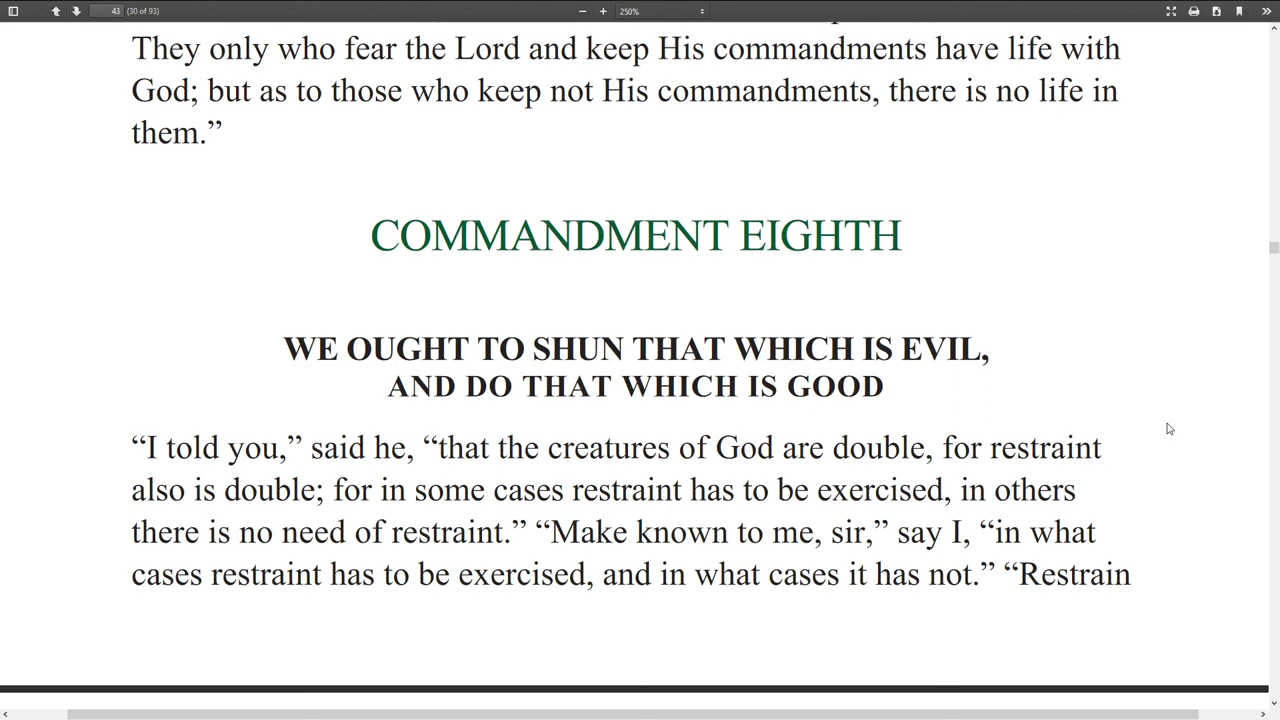 43 (30 of 93) 250%
They only who fear the Lord and keep His commandments have life with
God; but as to those who keep not His commandments, there is no life in
them.”
COMMANDMENT EIGHTH
WE OUGHT TO SHUN THAT WHICH IS EVIL,
AND DO THAT WHICH IS GOOD
“I told you,” said he, “that the creatures of God are double, for restraint
also is double; for in some cases restraint has to be exercised, in others
there is no need of restraint.” “Make known to me, sir,” say I, “in what
cases restraint has to be exercised, and in what cases it has not.” “Restrain